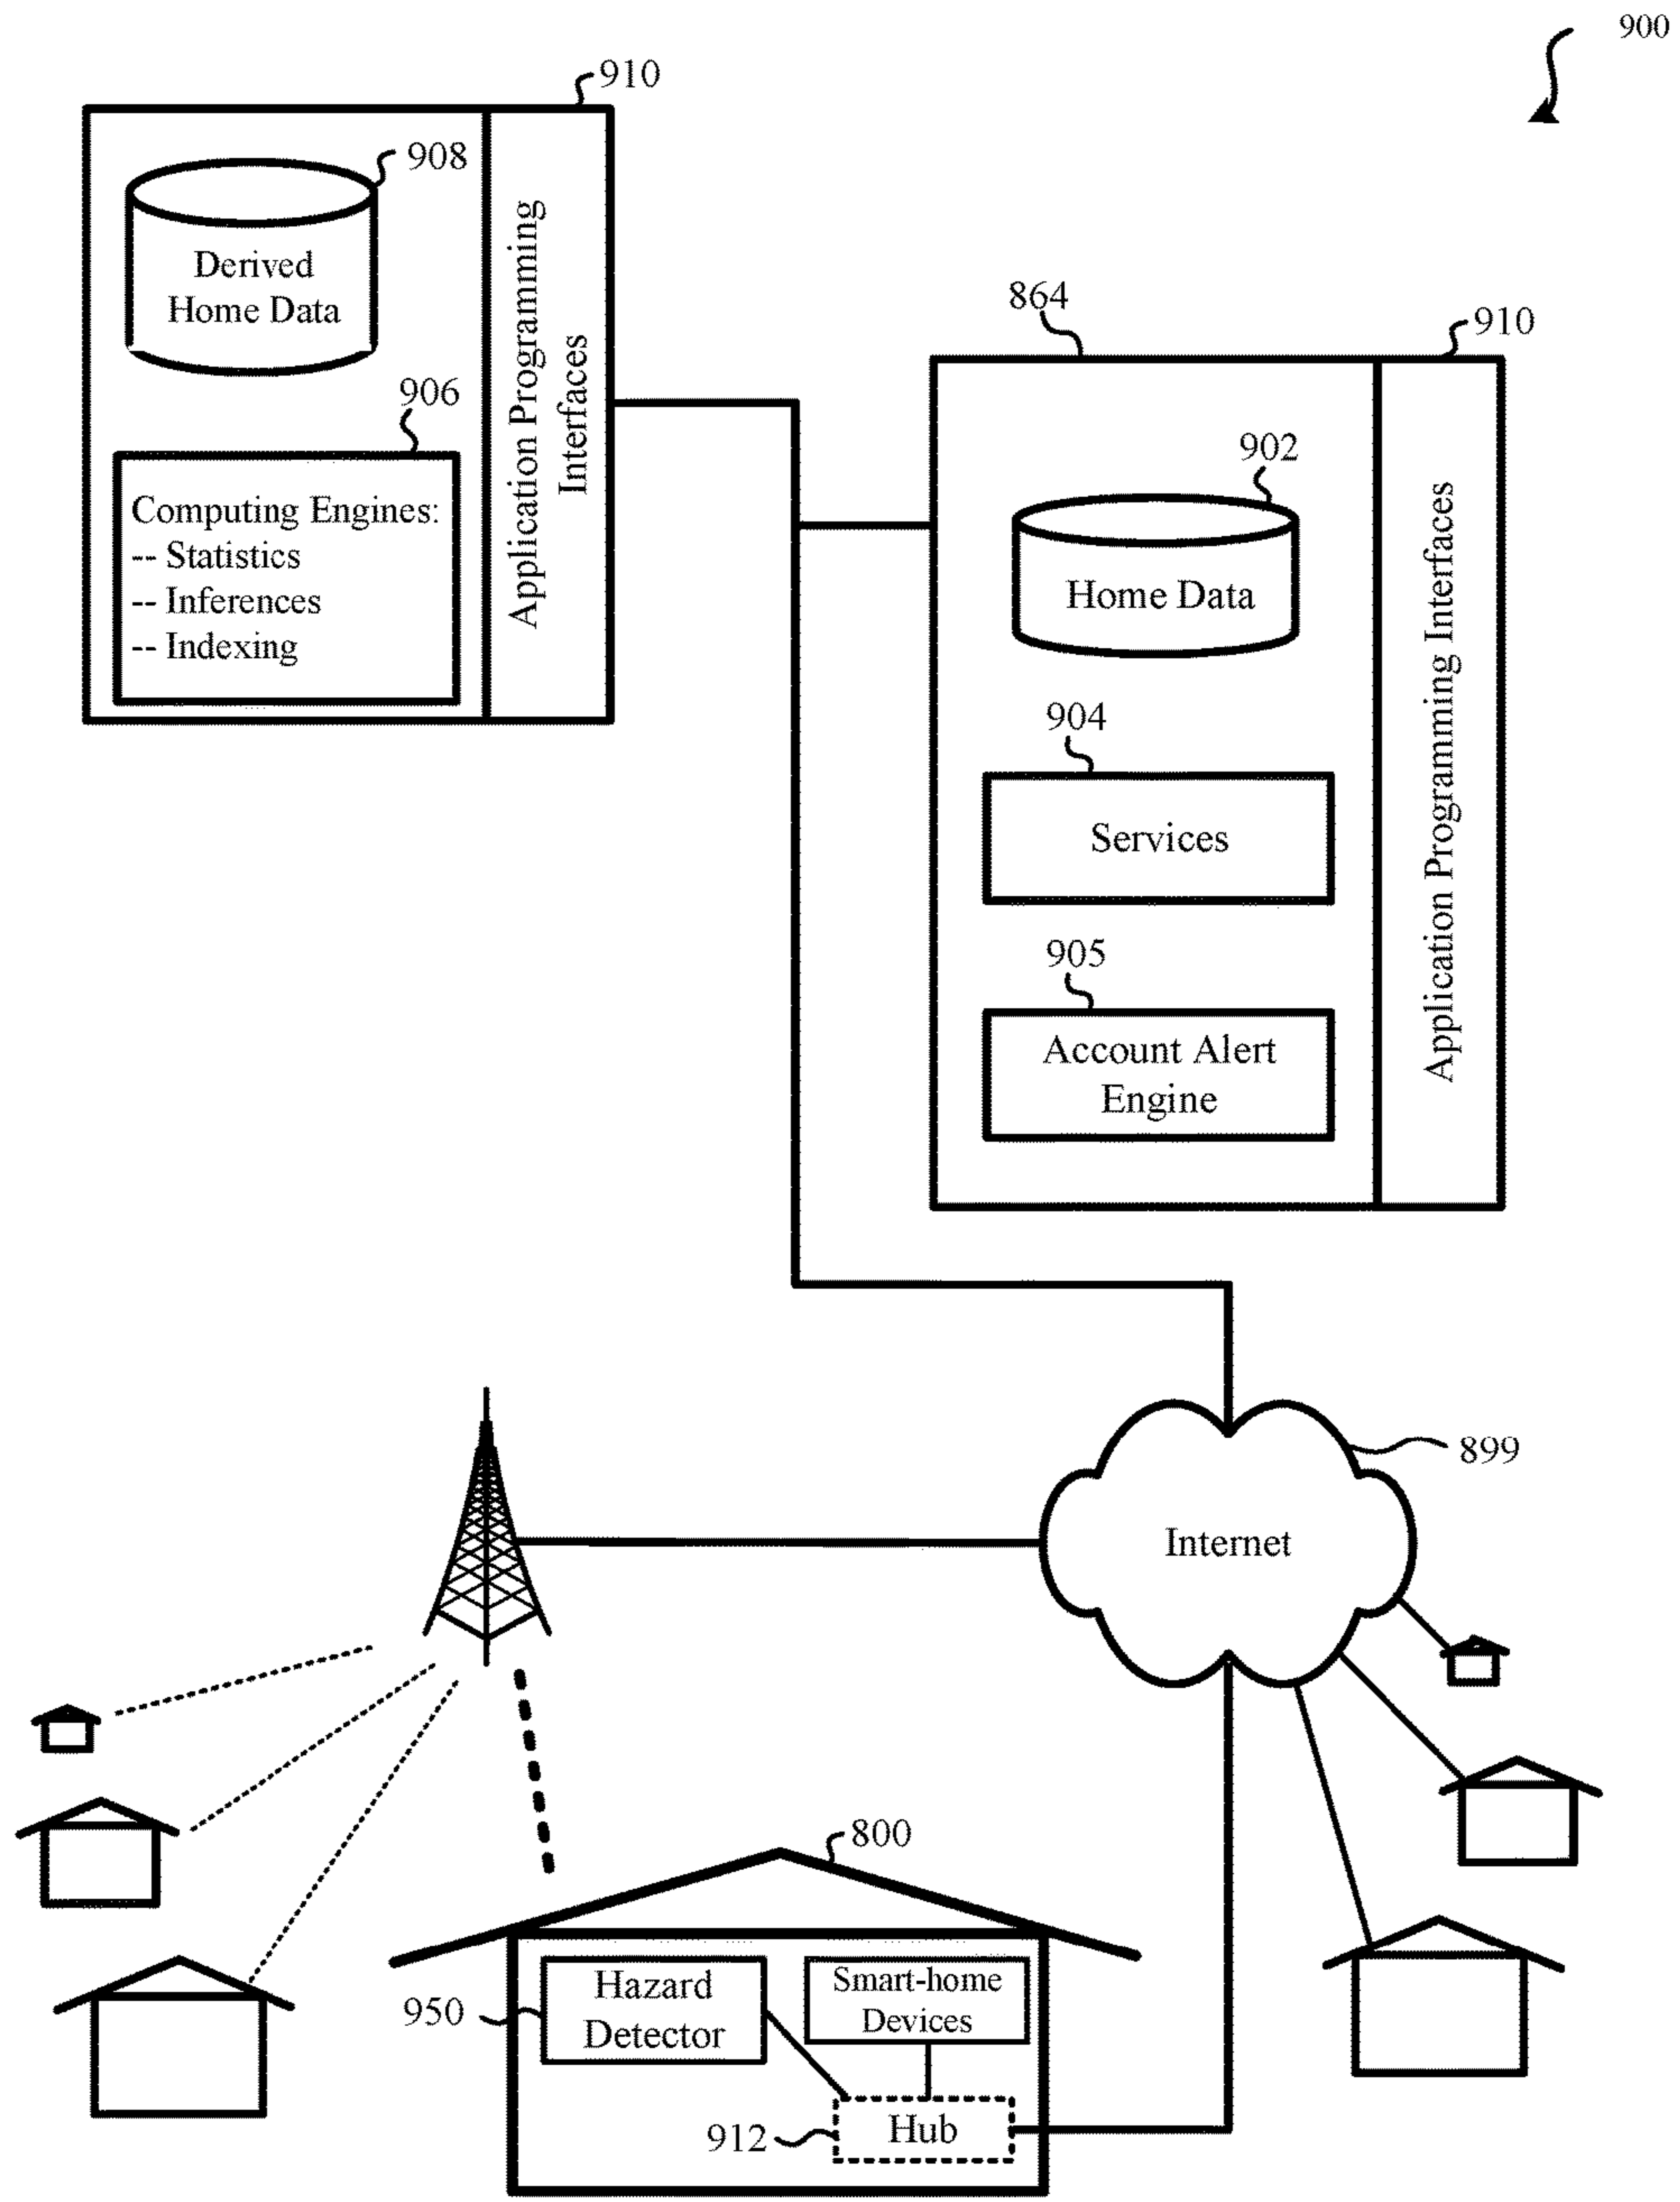 900
910
908
Derived
Home Data
906
Computing Engines:
-- Statistics
-- Inferences
-- Indexing
Application Programming
Interfaces
864
910
902
Home Data
904
Services
905
Account Alert
Engine
Application Programming Interfaces
899
Internet
800
950
Hazard
Detector
Smart-home
Devices
912
Hub